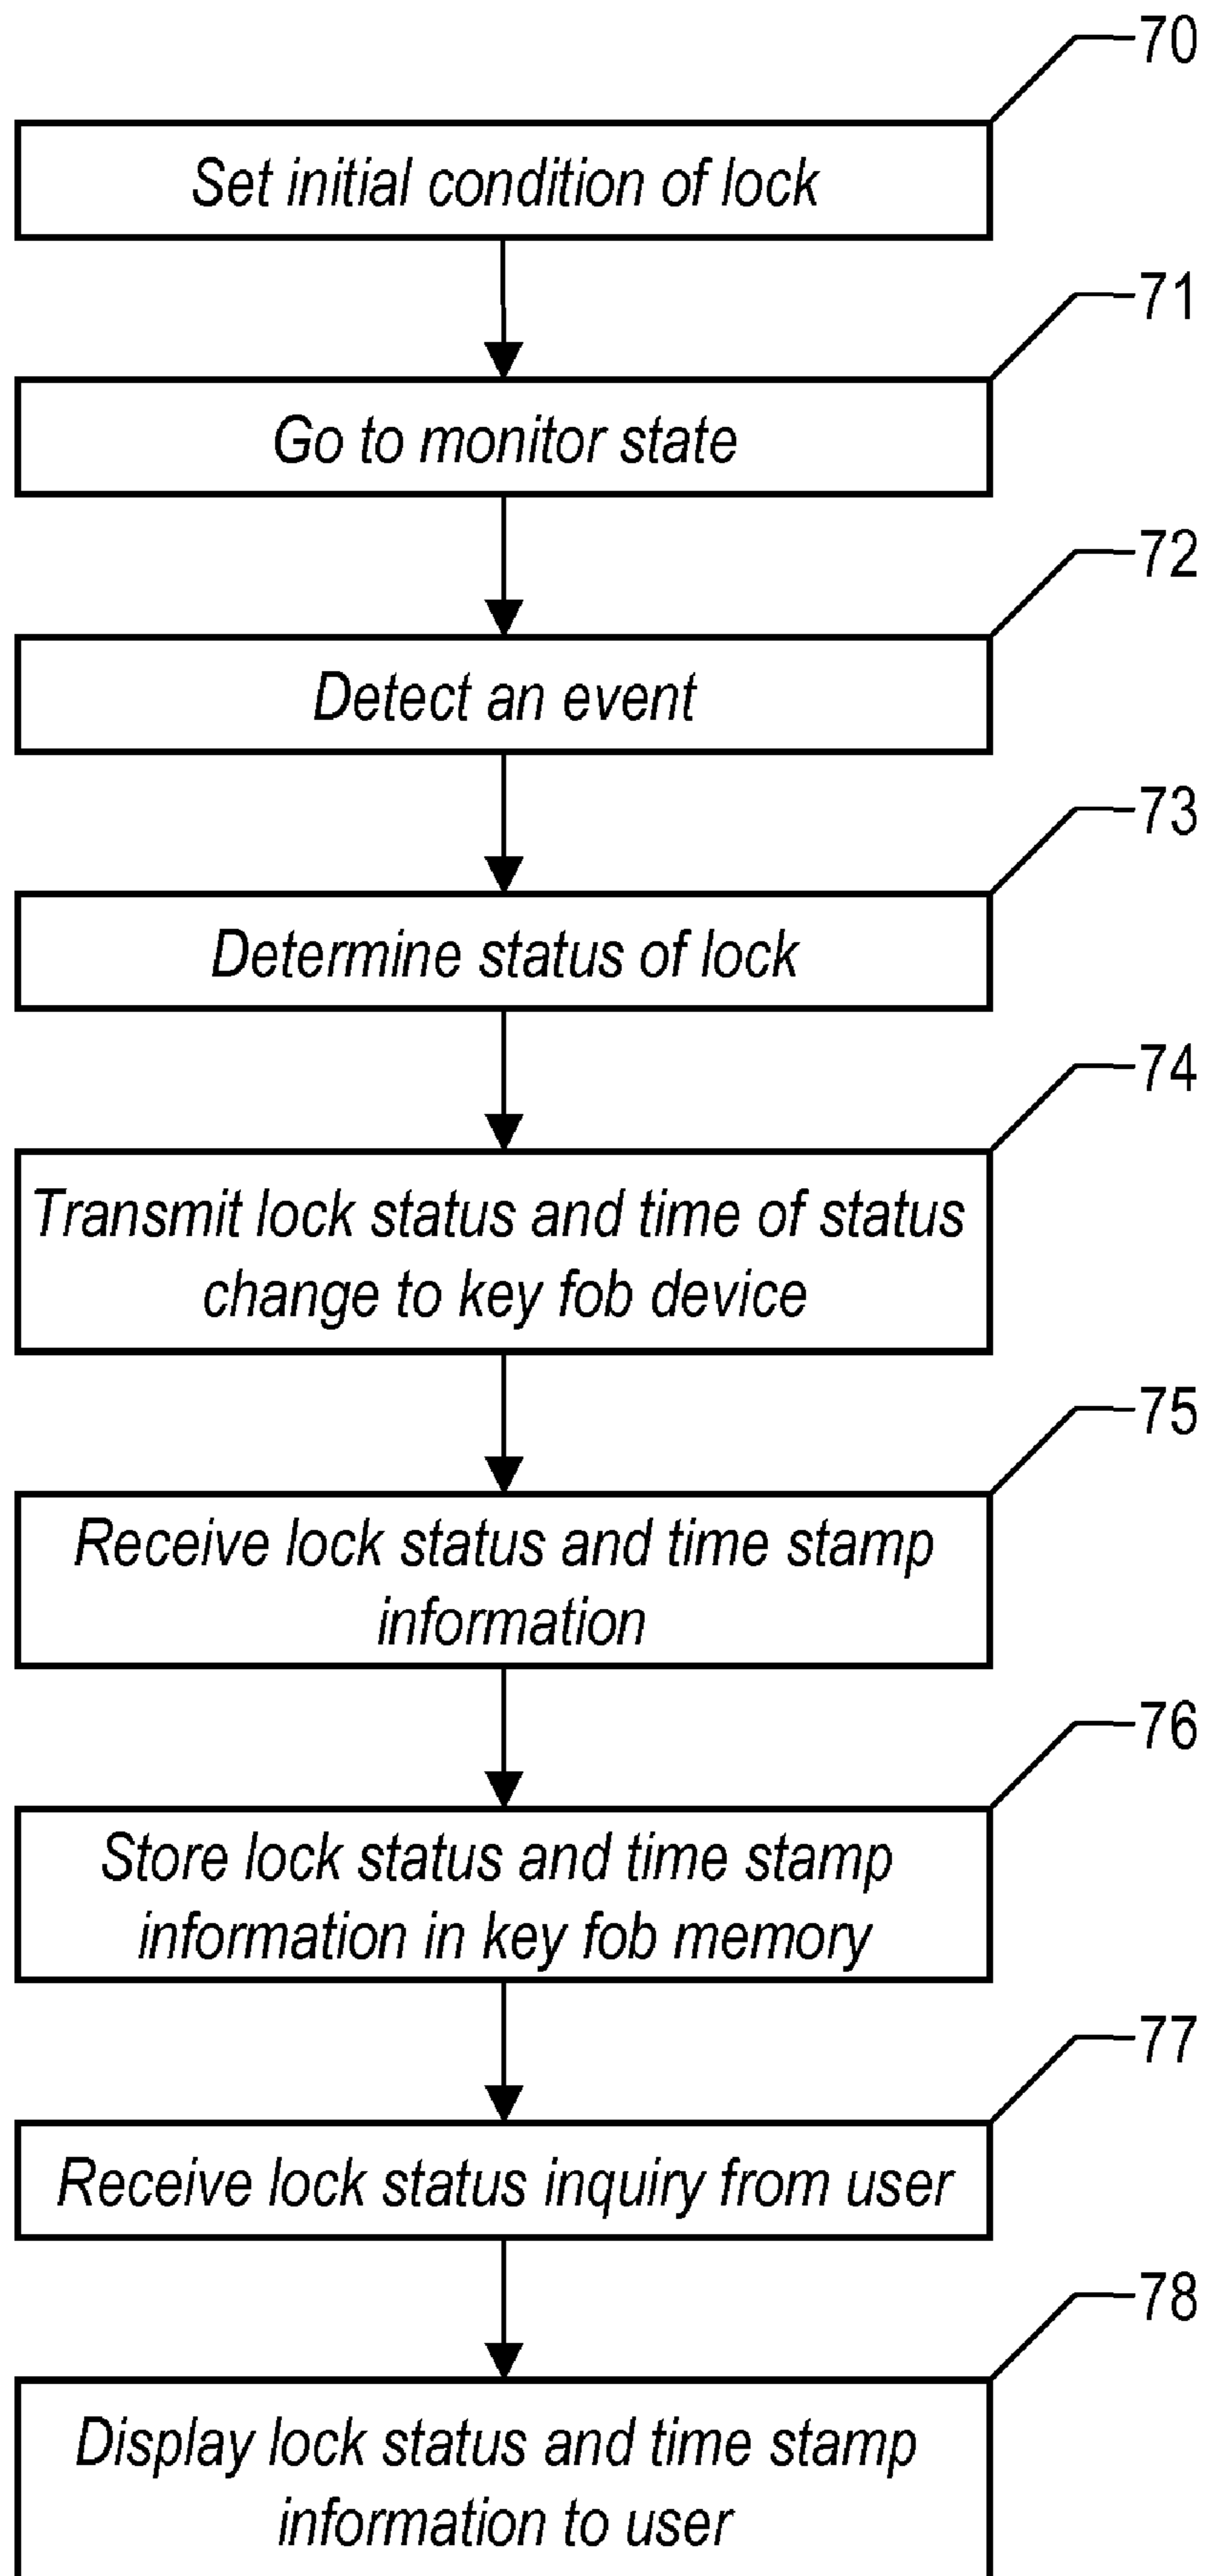 70
Set initial condition of lock
71
Go to monitor state
72
Detect an event
73
Determine status of lock
74
Transmit lock status and time of status
change to key fob device
75
Receive lock status and time stamp
information
76
Store lock status and time stamp
information in key fob memory
77
Receive lock status inquiry from user
78
Display lock status and time stamp
information to user